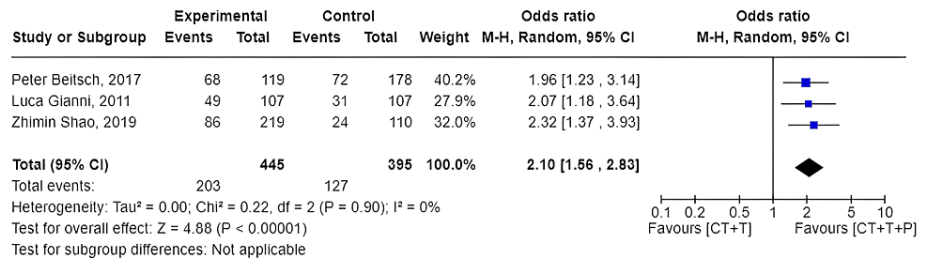 Experimental Control Odds ratio Odds ratio
Study or Subgroup Events Total Events Total Weight M-H, Random, 95% CI M-H, Random, 95% CI
Peter Beitsch, 2017 68 119 72 178 40.2% 1.96 [1.23 , 3.14]
Luca Gianni, 2011 49 107 31 107 27.9% 2.07 [1.18 , 3.64]
Zhimin Shao, 2019 86 219 24 110 32.0% 2.32 [1.37 , 3.93]
Total (95% CI) 445 395 100.0% 2.10 [1.56 , 2.83]
Total events: 203 127
Heterogeneity: Tau² = 0.00; Chi² = 0.22, df = 2 (P = 0.90); I² = 0%
0.1 0.2 0.5 1 2 5 10
Test for overall effect: Z = 4.88 (P < 0.00001) Favours [CT+T] Favours [CT+T+P]
Test for subgroup differences: Not applicable